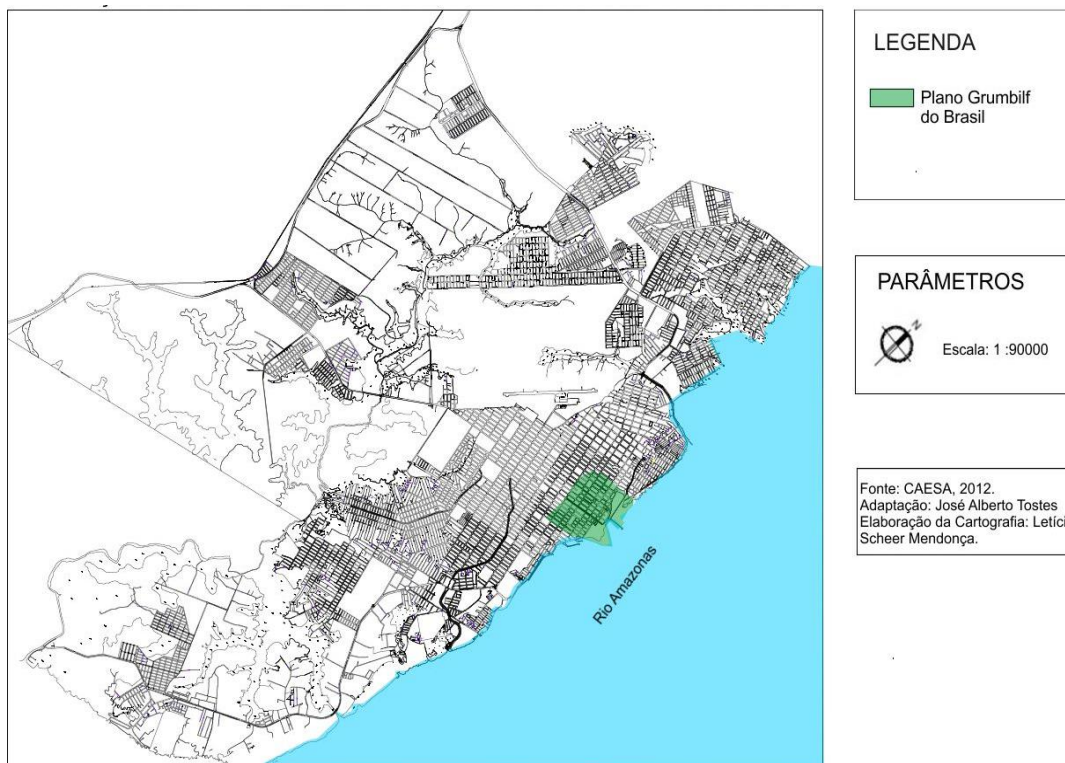 Rio Amazonas
LEGENDA
Plano Grumbilf
do Brasil
PARÂMETROS
N
Escala: 1 :90000
Fonte: CAESA, 2012.
Adaptação: José Alberto Tostes
Elaboração da Cartografia: Letíci
Scheer Mendonça.